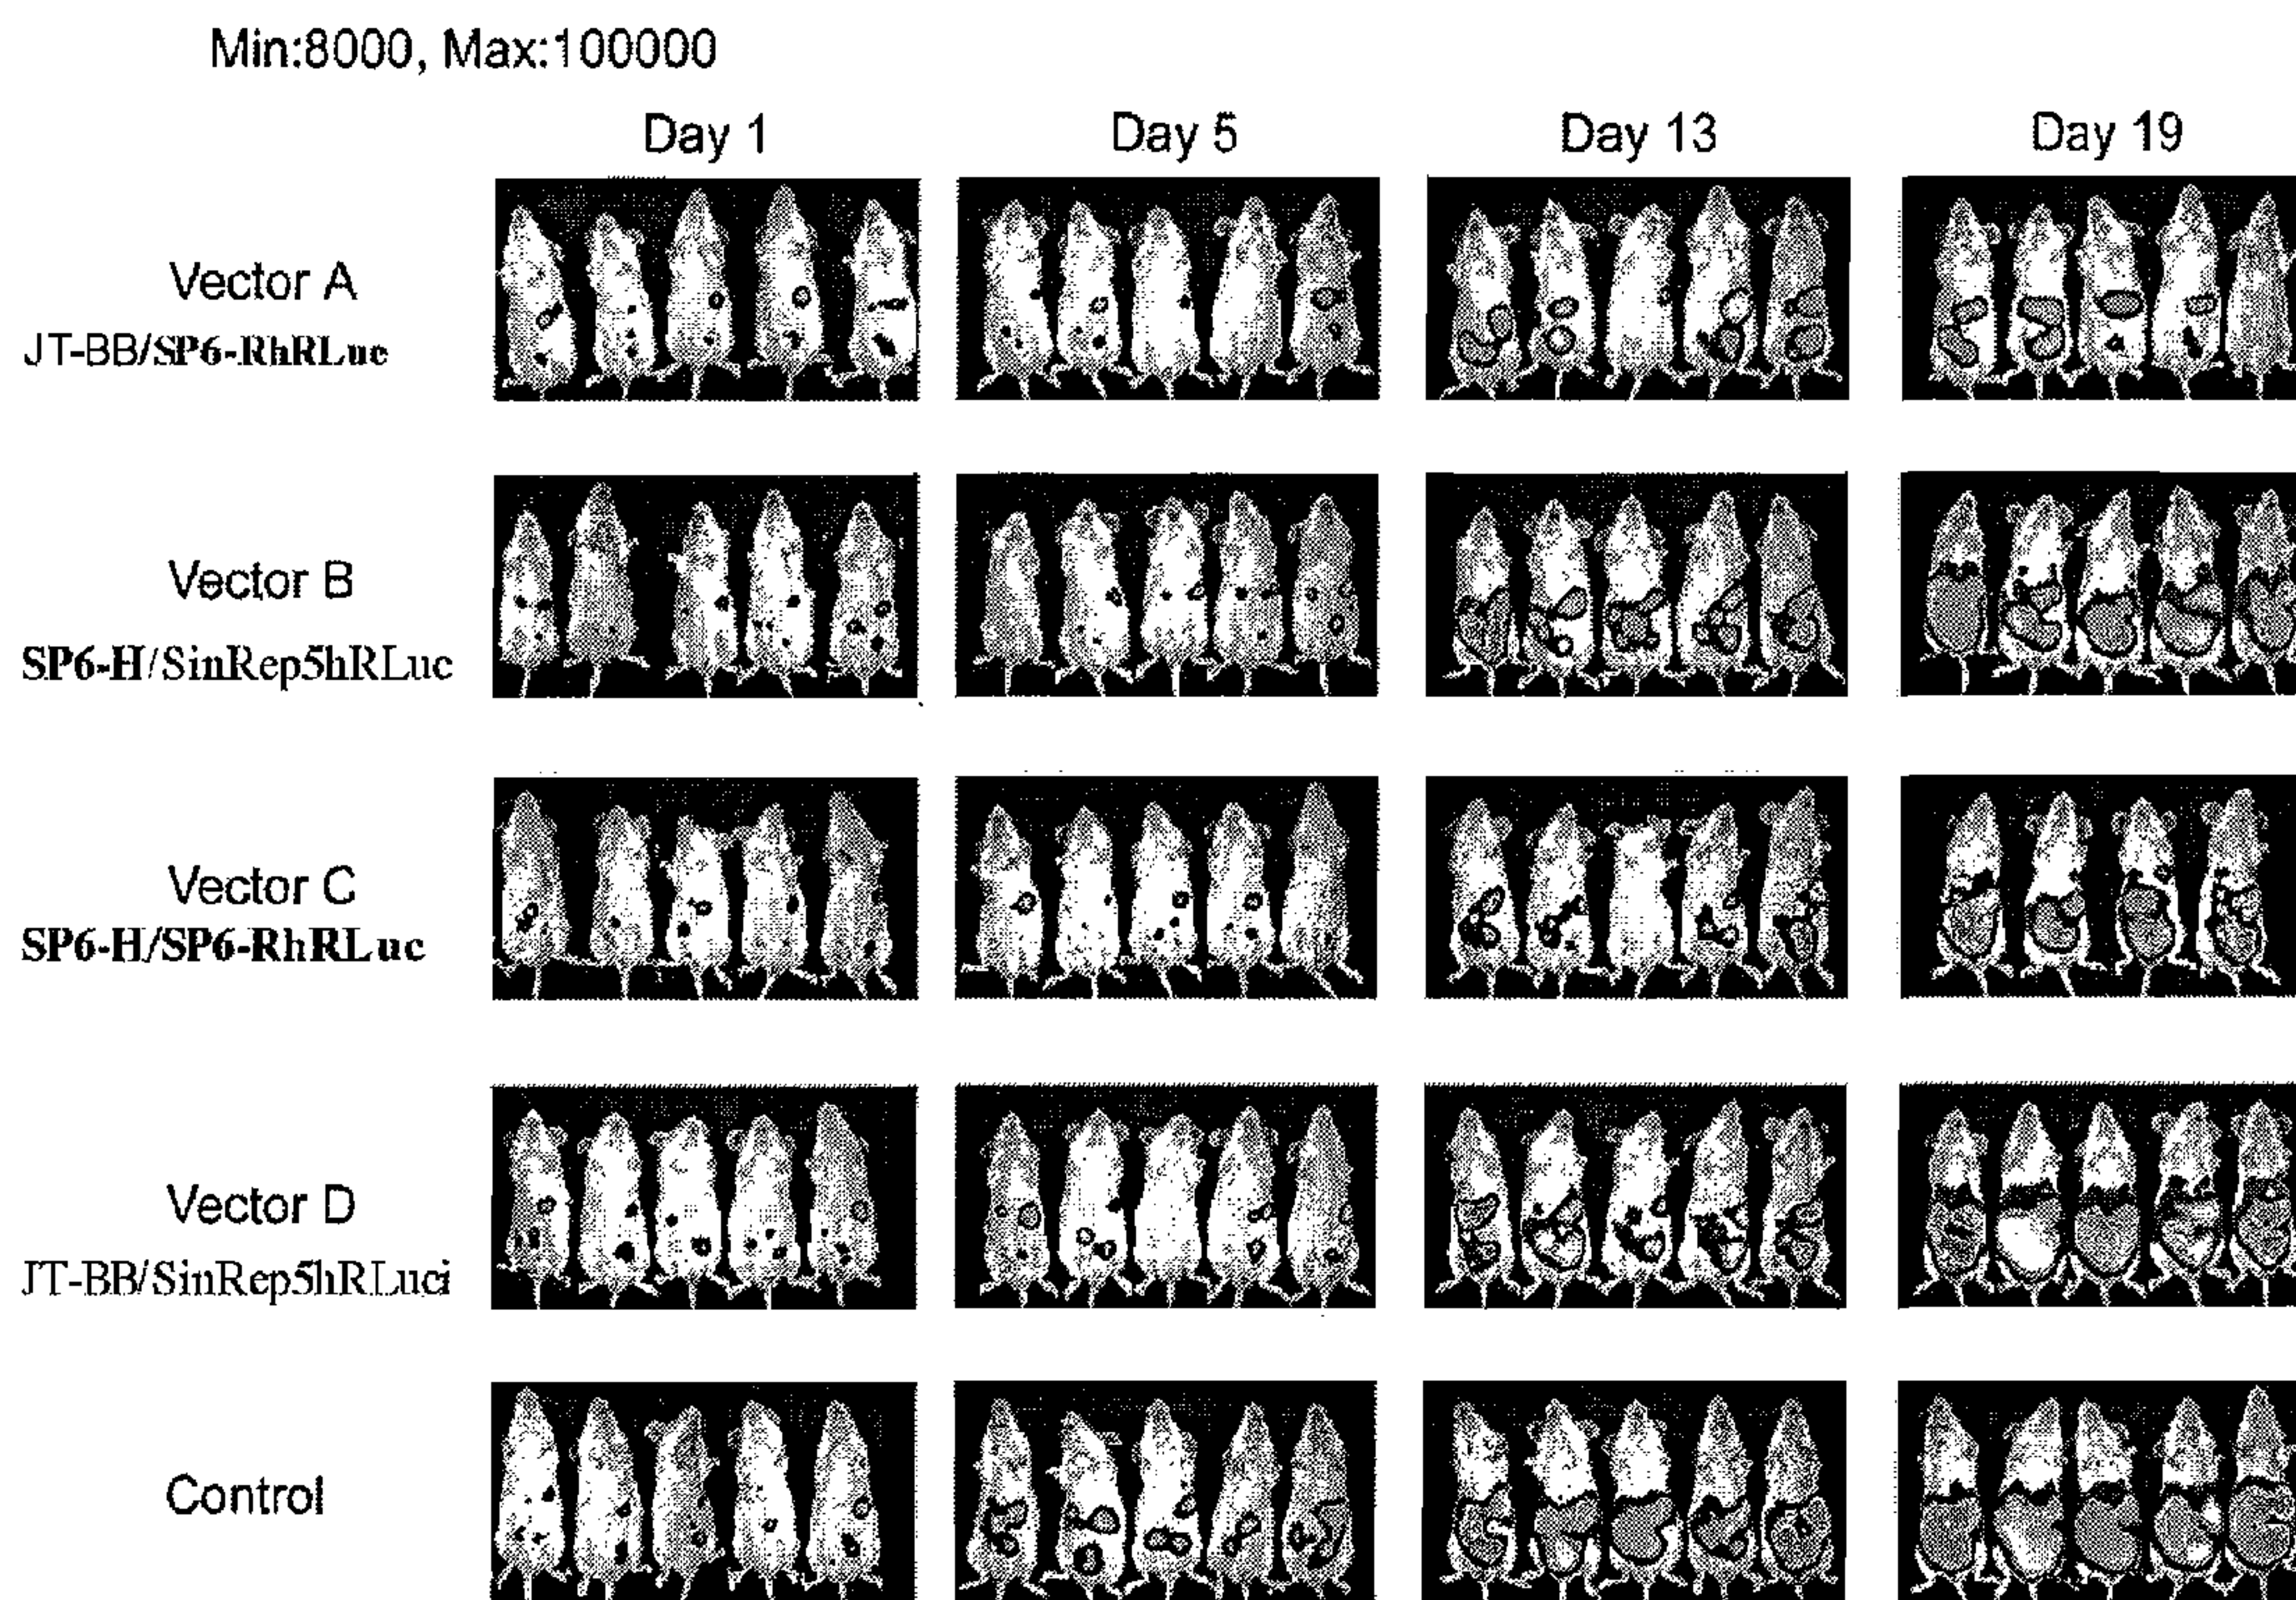 Min:8000, Max:100000
Day 1
Day 5
Day 13
Day 19
Vector A
JT-BB/SP6-RhRLuc
Vector B
SP6-H/SinRep5hRLuc
Vector C
SP6-H/SP6-RhRLuc
Vector D
JT-BB/SinRep5hRLuci
Control